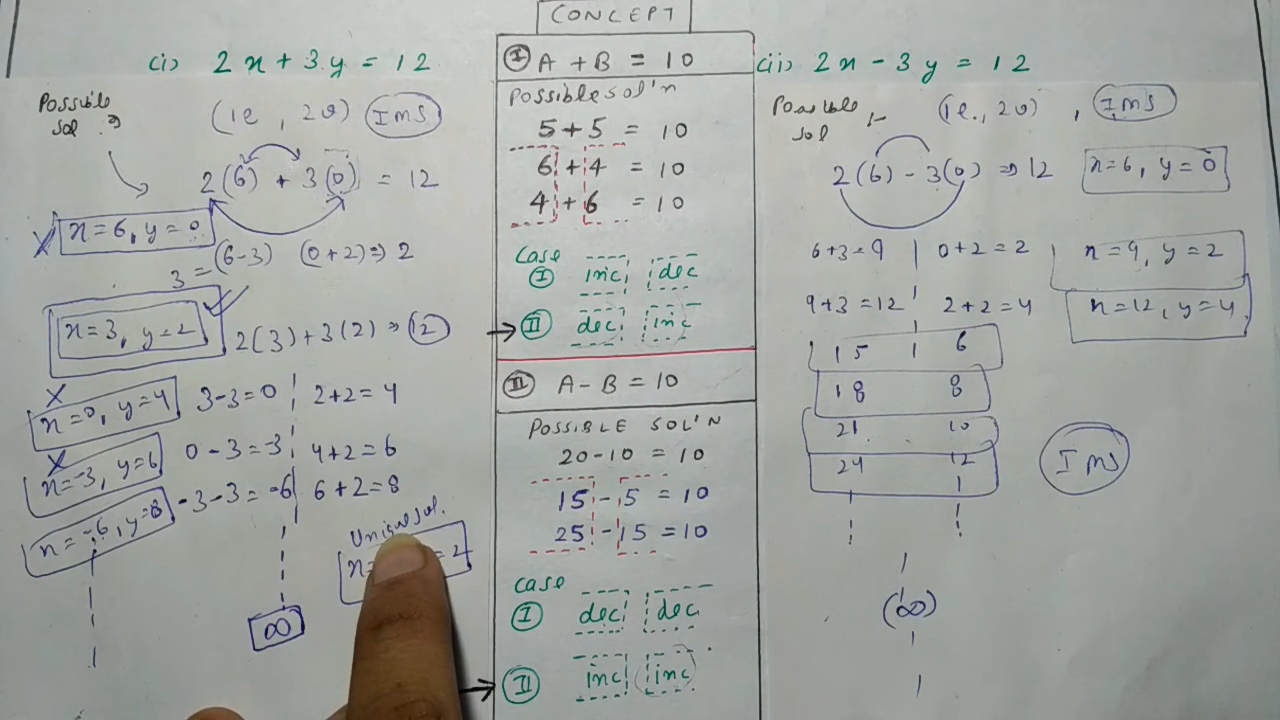 CONCEPT
(i) 2x + 3y = 12
Possible
sol :→
(ie, 20) Ims
2(6) + 3(0) = 12
x=6, y=0
3 = (6-3) (0+2) ⇒ 2
x=3, y=2
2(3)+3(2) ⇒ 12
x=0, y=4 3-3=0 2+2=4
x=-3, y=6 0-3=-3 4+2=6
x=-6, y=8 -3-3=-6 6+2=8
Unique sol.
∞
I A + B = 10
Possible sol'n
5+5 = 10
6+4 = 10
4+6 = 10
Case
I inc dec
→ II dec inc
II A-B = 10
POSSIBLE SOL'N
20-10 = 10
15-5 = 10
25-15 = 10
Case
I dec dec
→ II inc inc
(ii) 2x - 3y = 12
Possible
sol :-
(ie., 20), Ims
2(6) - 3(0) ⇒ 12 x=6, y=0
6+3=9 | 0+2=2 x=9, y=2
9+3=12 2+2=4 x=12, y=4
15 | 6
18 8
21 10
24 12
Ims
(∞)